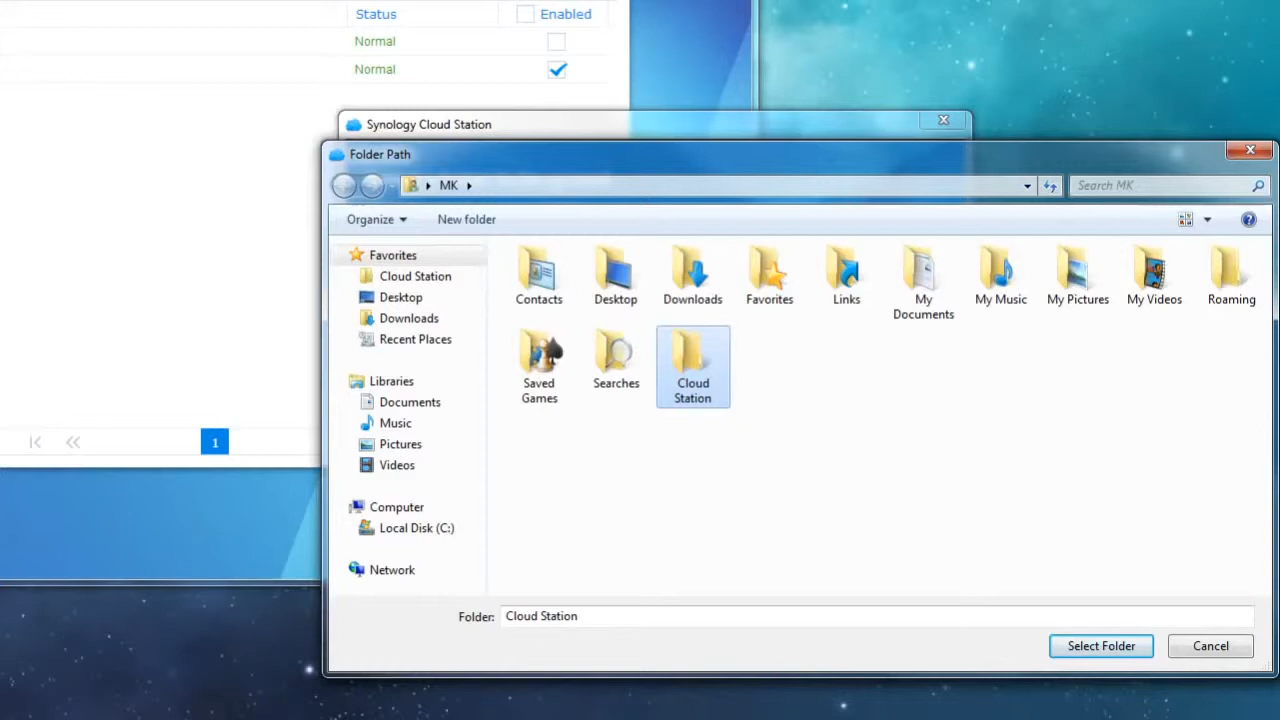 Status
Enabled
Normal
Normal
Synology Cloud Station
Folder Path
MK
Search MK
Organize
New folder
Favorites
Cloud Station
Desktop
Downloads
Recent Places
Libraries
Documents
Music
Pictures
Videos
Computer
Local Disk (C:)
Network
Contacts
Desktop
Downloads
Favorites
Links
My
Documents
My Music
My Pictures
My Videos
Roaming
Saved
Games
Searches
Cloud
Station
1
Folder: Cloud Station
Select Folder
Cancel